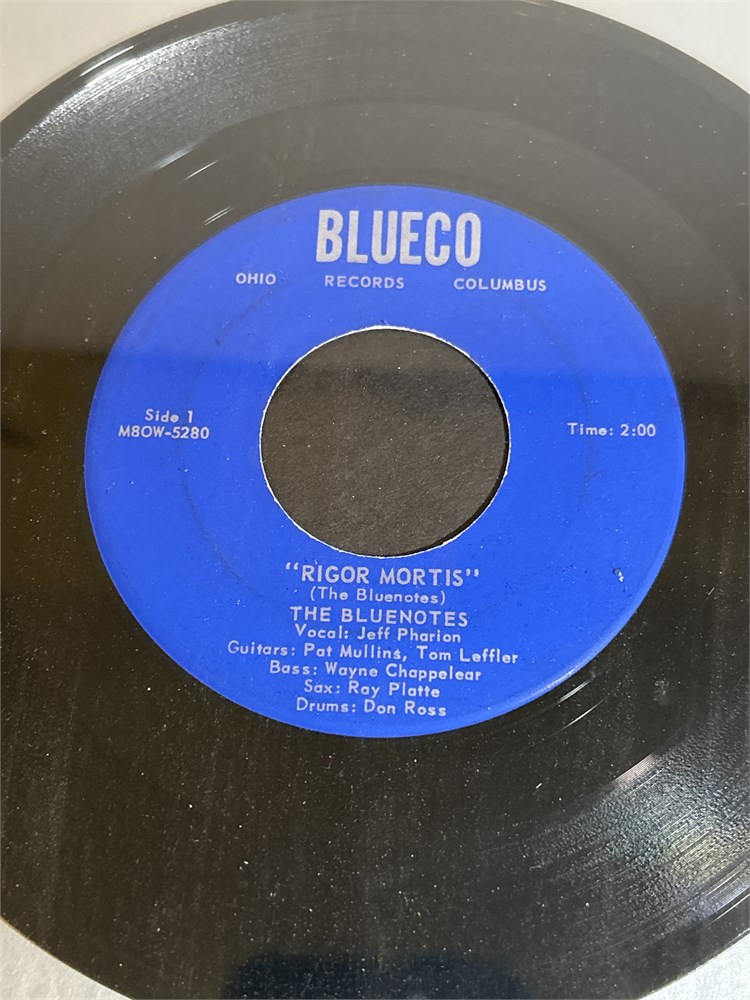 BLUECO
OHIO RECORDS COLUMBUS
Side 1
M8OW-5280
Time: 2:00
"RIGOR MORTIS"
(The Bluenotes)
THE BLUENOTES
Vocal: Jeff Pharion
Guitars: Pat Mullins, Tom Leffler
Bass: Wayne Chappelear
Sax: Ray Platte
Drums: Don Ross